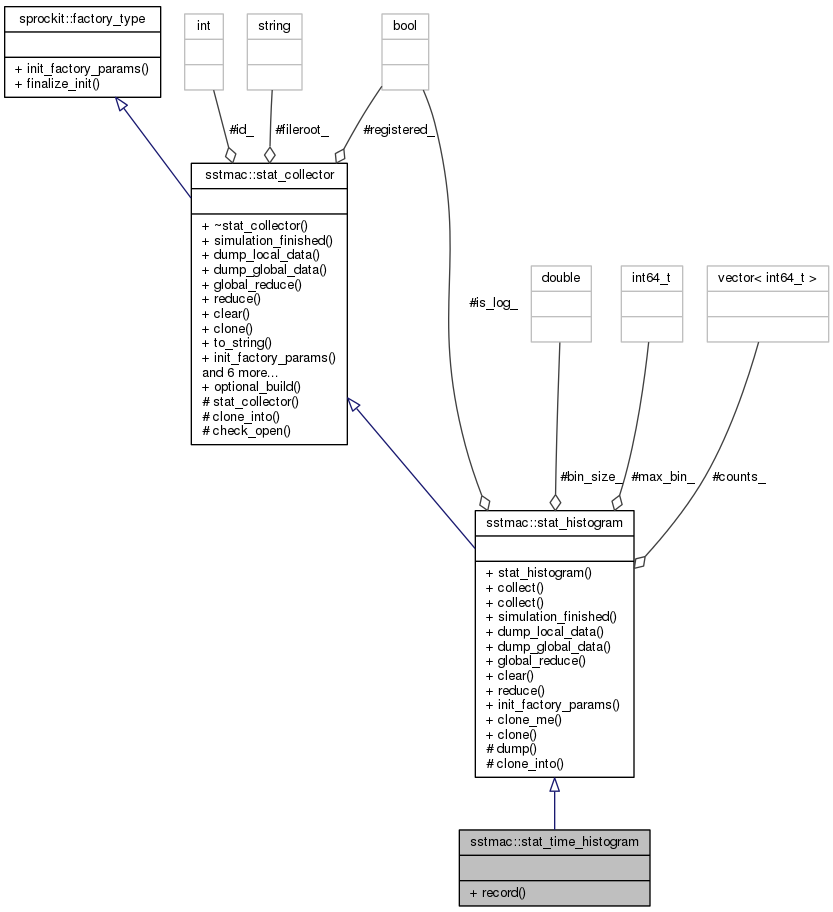 sprockit::factory_type
+ init_factory_params()
+ finalize_init()
int
string
bool
#id_
#fileroot_
#registered_
sstmac::stat_collector
+ ~stat_collector()
+ simulation_finished()
+ dump_local_data()
+ dump_global_data()
+ global_reduce()
+ reduce()
+ clear()
+ clone()
+ to_string()
+ init_factory_params()
and 6 more...
+ optional_build()
# stat_collector()
# clone_into()
# check_open()
double
int64_t
vector< int64_t >
#is_log_
#bin_size_
#max_bin_
#counts_
sstmac::stat_histogram
+ stat_histogram()
+ collect()
+ collect()
+ simulation_finished()
+ dump_local_data()
+ dump_global_data()
+ global_reduce()
+ clear()
+ reduce()
+ init_factory_params()
+ clone_me()
+ clone()
# dump()
# clone_into()
sstmac::stat_time_histogram
+ record()